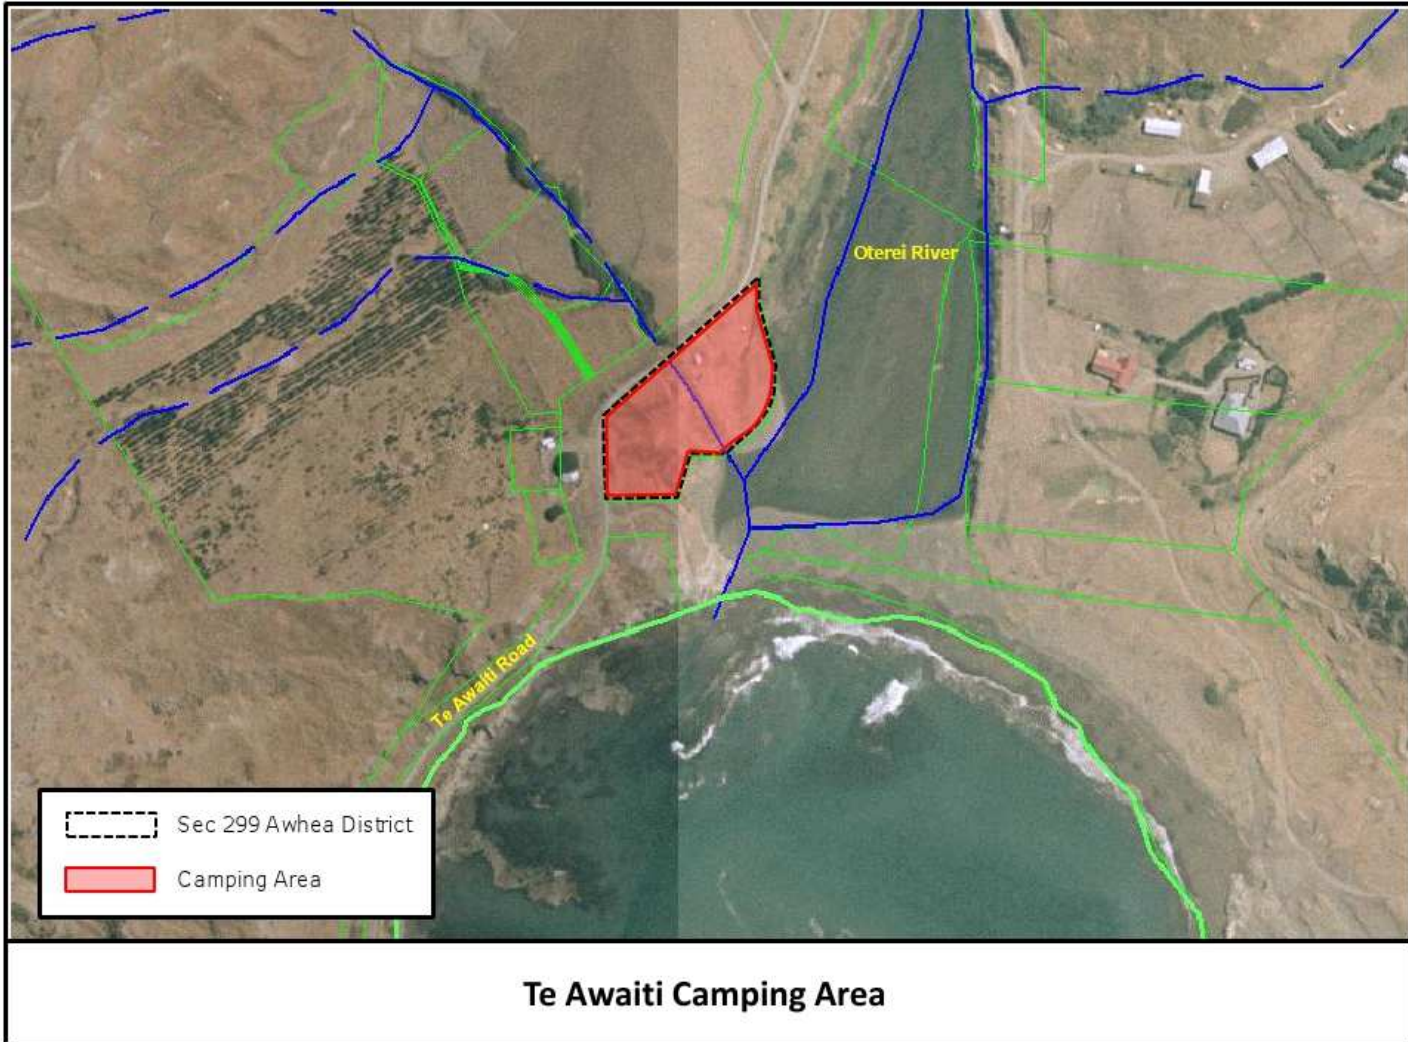 Oterei River
Te Awaiti Road
Sec 299 Awhea District
Camping Area
Te Awaiti Camping Area